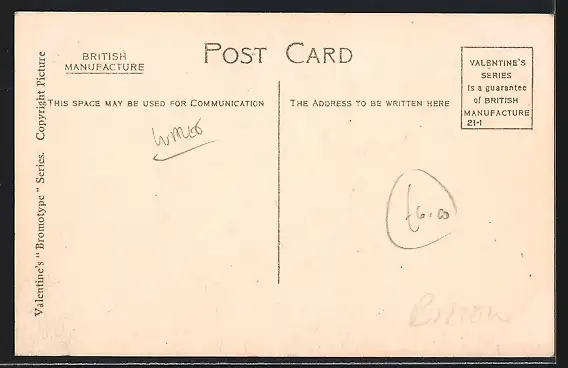 Valentine's "Bromotype" Series. Copyright Picture
BRITISH
MANUFACTURE
POST CARD
VALENTINE'S
SERIES
is a guarantee
of BRITISH
MANUFACTURE
21-1
THIS SPACE MAY BE USED FOR COMMUNICATION
THE ADDRESS TO BE WRITTEN HERE
£6.00